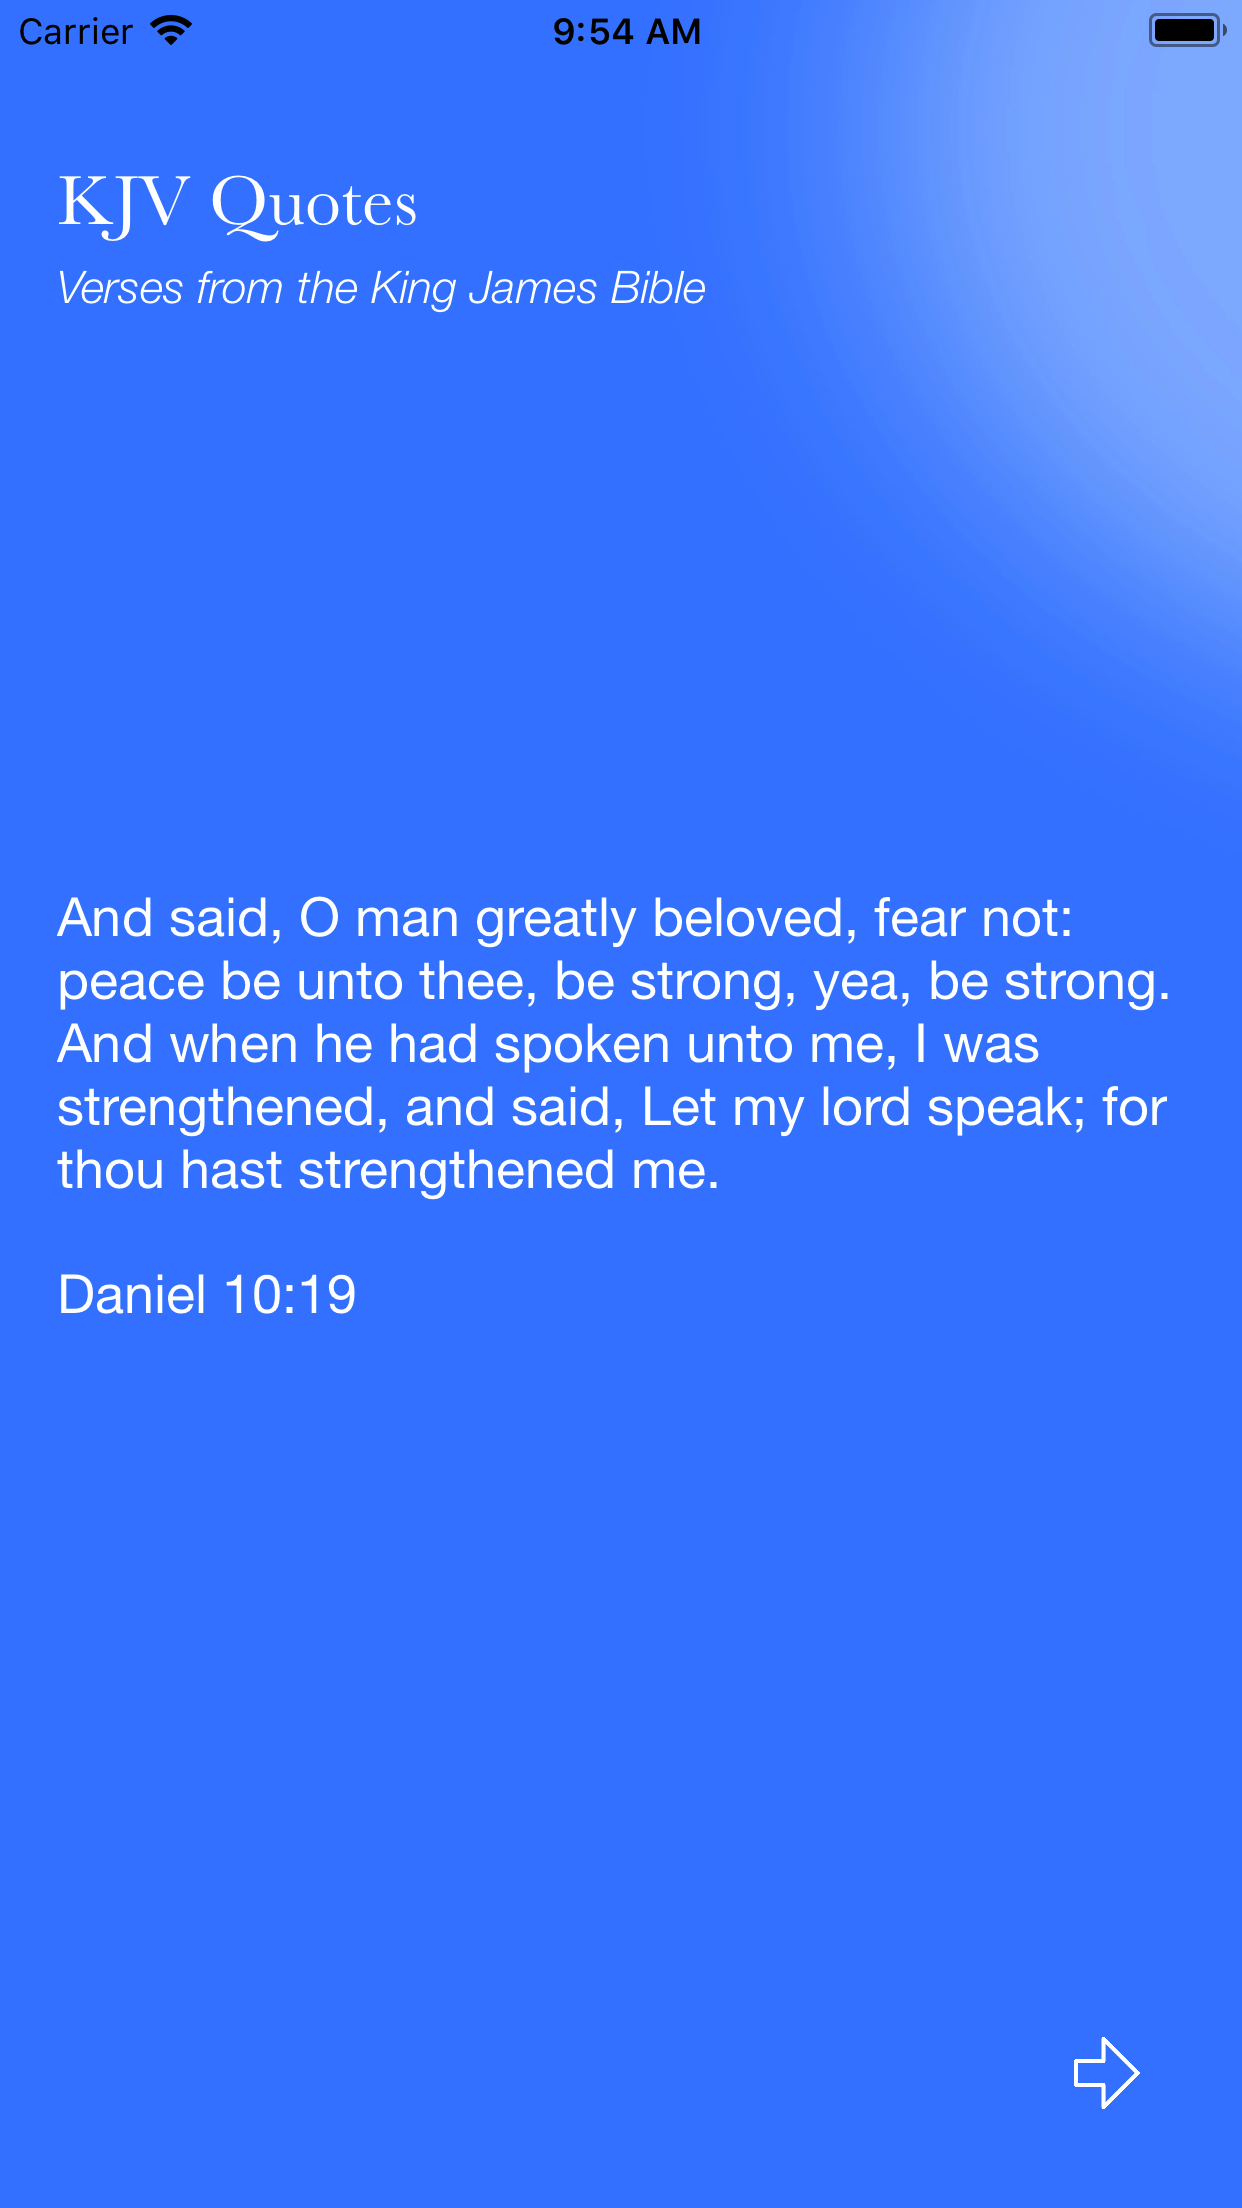 Carrier
9:54 AM
KJV Quotes
Verses from the King James Bible
And said, O man greatly beloved, fear not:
peace be unto thee, be strong, yea, be strong.
And when he had spoken unto me, I was
strengthened, and said, Let my lord speak; for
thou hast strengthened me.
Daniel 10:19